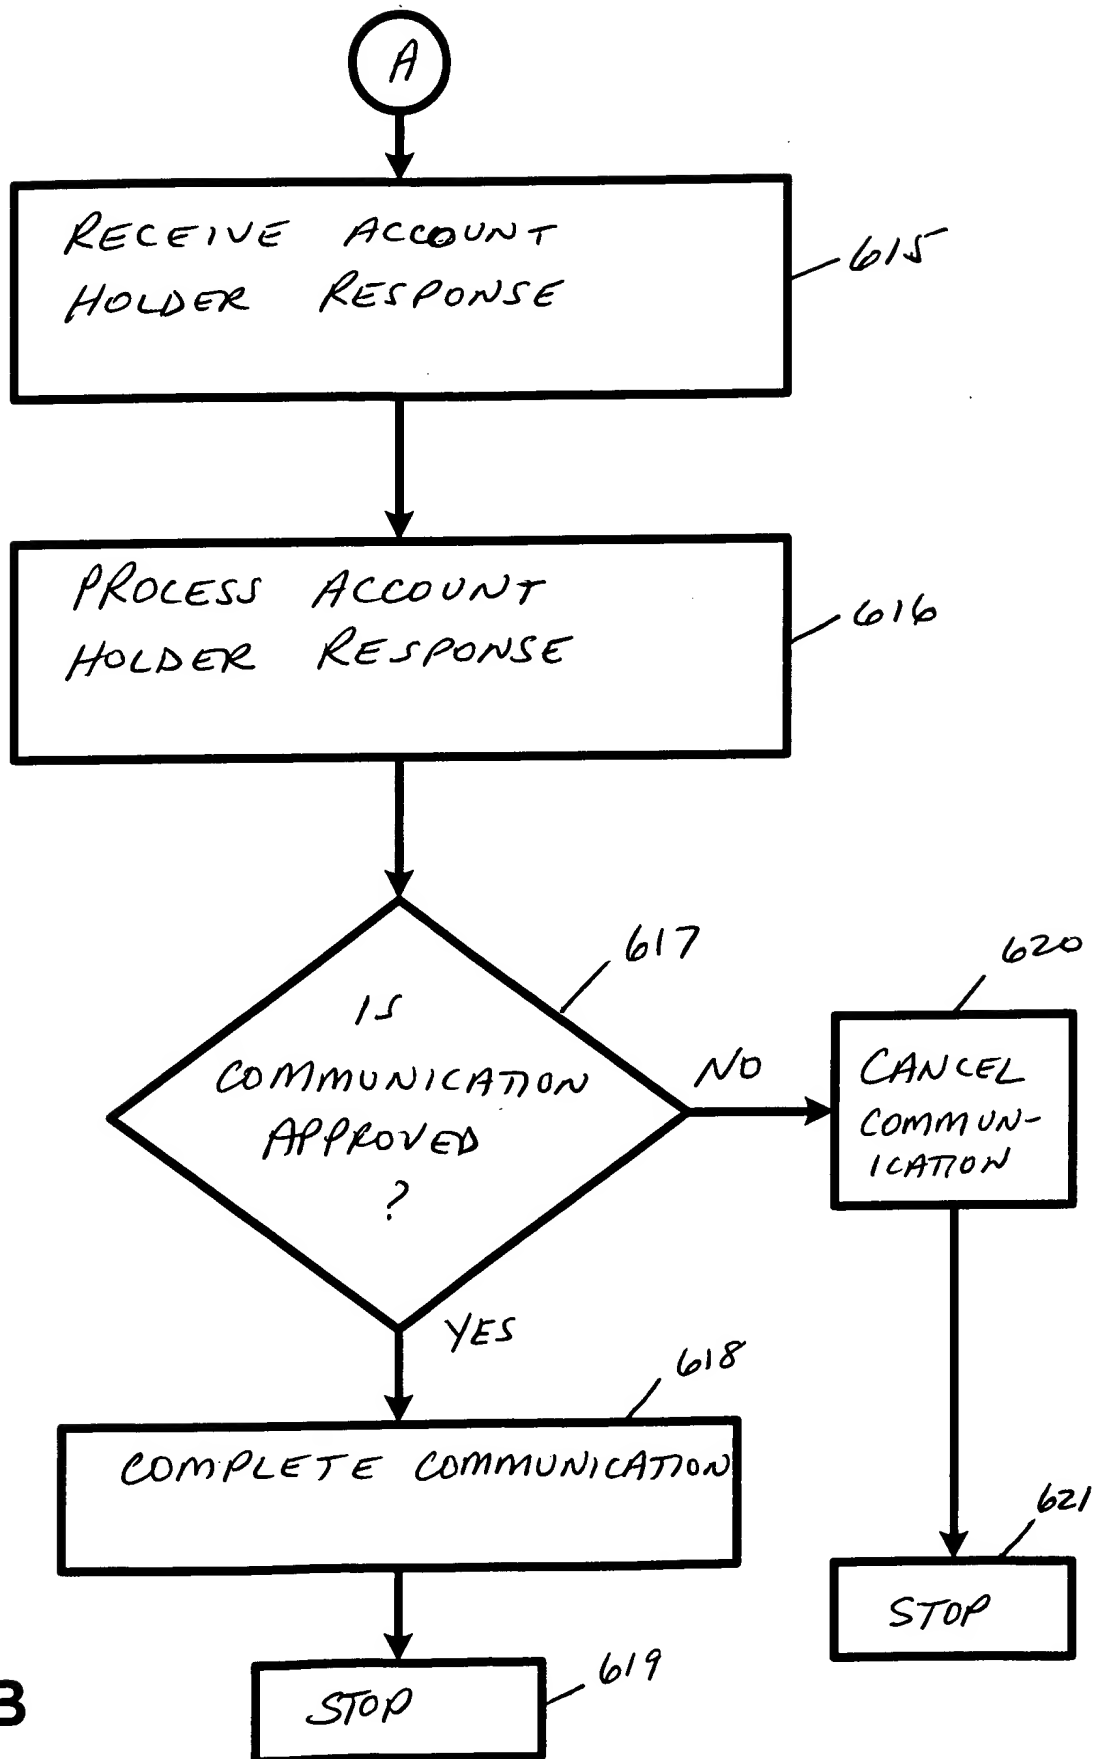 A
RECEIVE ACCOUNT
HOLDER RESPONSE
615
PROCESS ACCOUNT
HOLDER RESPONSE
616
617
IS
COMMUNICATION
APPROVED
?
NO
620
CANCEL
COMMUN-
ICATION
YES
618
COMPLETE COMMUNICATION
621
STOP
619
STOP
B